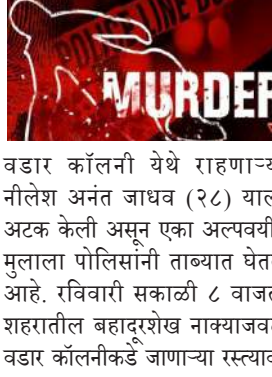 MURDER
वडार कॉलनी येथे राहणाऱ्य
नीलेश अनंत जाधव (२८) याल
अटक केली असून एका अल्पवयी
मुलाला पोलिसांनी ताब्यात घेत
आहे. रविवारी सकाळी ८ वाजत
शहरातील बहादूरशेख नाक्याजवळ
वडार कॉलनीकडे जाणाऱ्या रस्त्याव